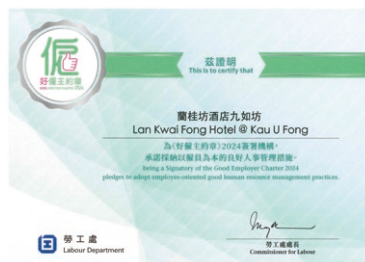 僱
好僱主約章
茲證明
This is to certify that
蘭桂坊酒店九如坊
Lan Kwai Fong Hotel @ Kau U Fong
為《好僱主約章》2024簽署機構，
承諾採納以僱員為本的良好人事管理措施。
being a Signatory of the Good Employer Charter 2024
pledges to adopt employee-oriented good human resource management practices.
勞工處
Labour Department
勞工處處長
Commissioner for Labour